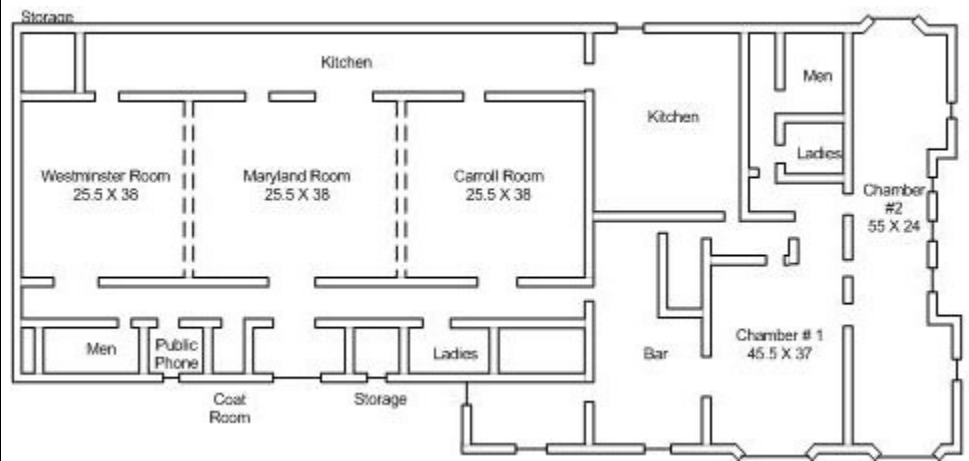 Storage
Kitchen
Men
Kitchen
Ladies
Westminster Room
25.5 X 38
Maryland Room
25.5 X 38
Carroll Room
25.5 X 38
Chamber
#2
55 X 24
Men
Public
Phone
Ladies
Bar
Chamber # 1
45.5 X 37
Coat
Room
Storage